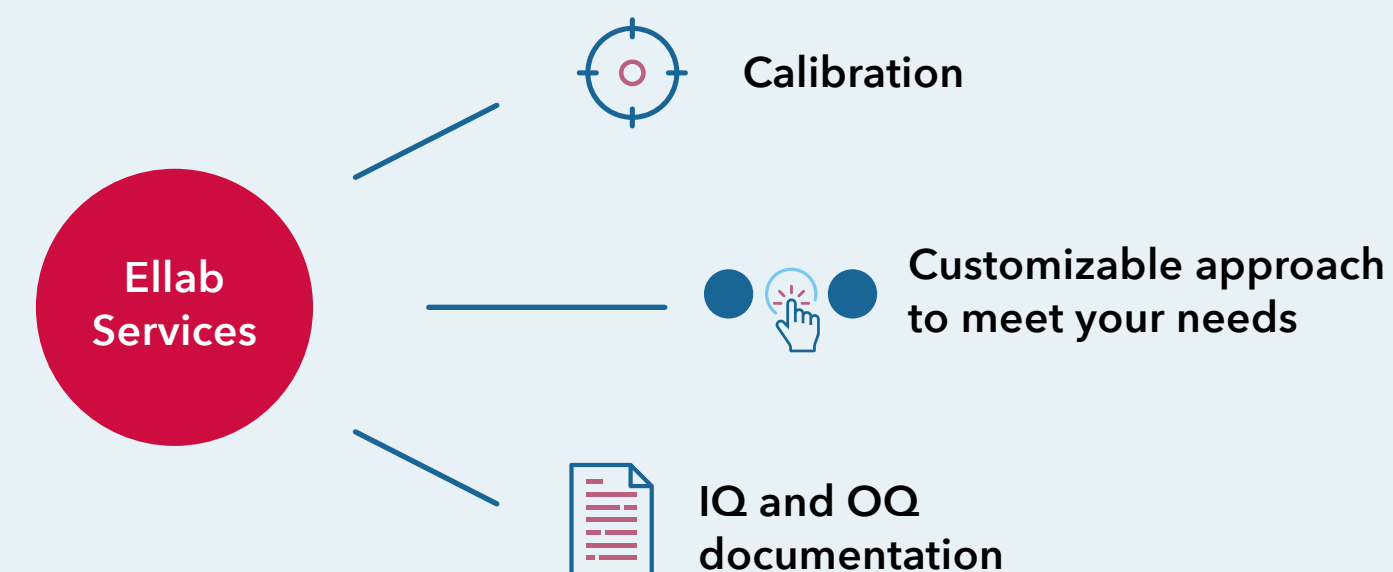 Calibration
Ellab
Services
Customizable approach
to meet your needs
IQ and OQ
documentation